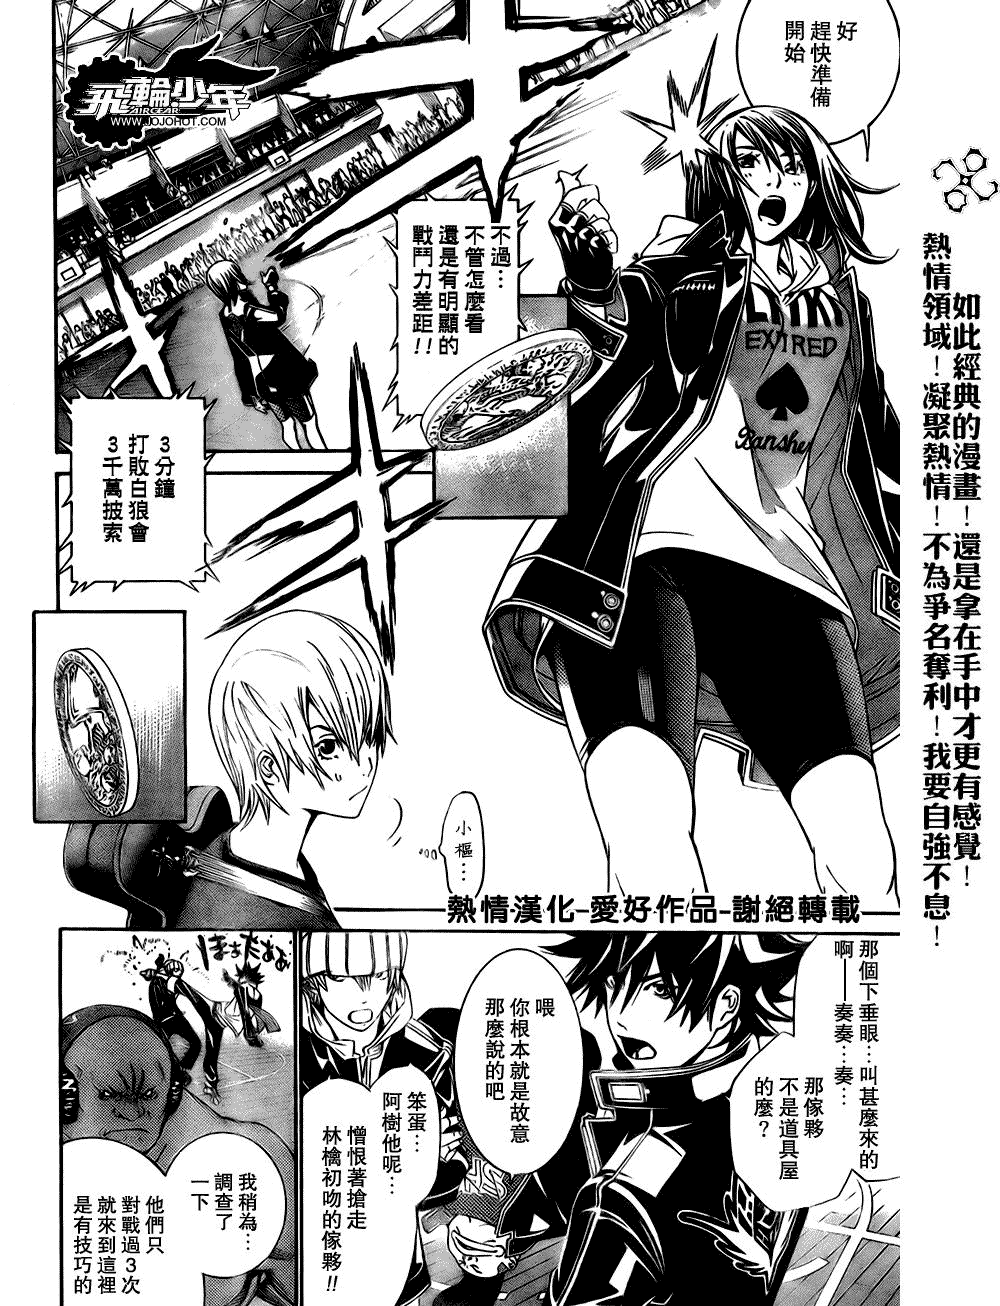 好
趕快準備
開始
飛輪少年
AIRGEAR
WWW.JOJOHOT.COM
不過…
不管怎麼看
還是有明顯的
戰鬥力差距!!
3分鐘
打敗白狼會
3千萬披索
EXPIRED
Banshee
小樞…
如此經典的漫畫！還是拿在手中才更有感覺！
熱情領域！凝聚熱情！不為爭名奪利！我要自強不息！
熱情漢化-愛好作品-謝絕轉載
那個下垂眼…叫甚麼來的
啊——奏奏…奏…
那傢夥
不是道具屋
的麼？
喂
你根本就是故意
那麼說的吧
笨蛋…
阿樹他呢…
憎恨著搶走
林檎初吻的傢夥!!
ほぁたぁぁ
我稍為…
調查了
一下
他們只
對戰過3次
就來到這裡
是有技巧的